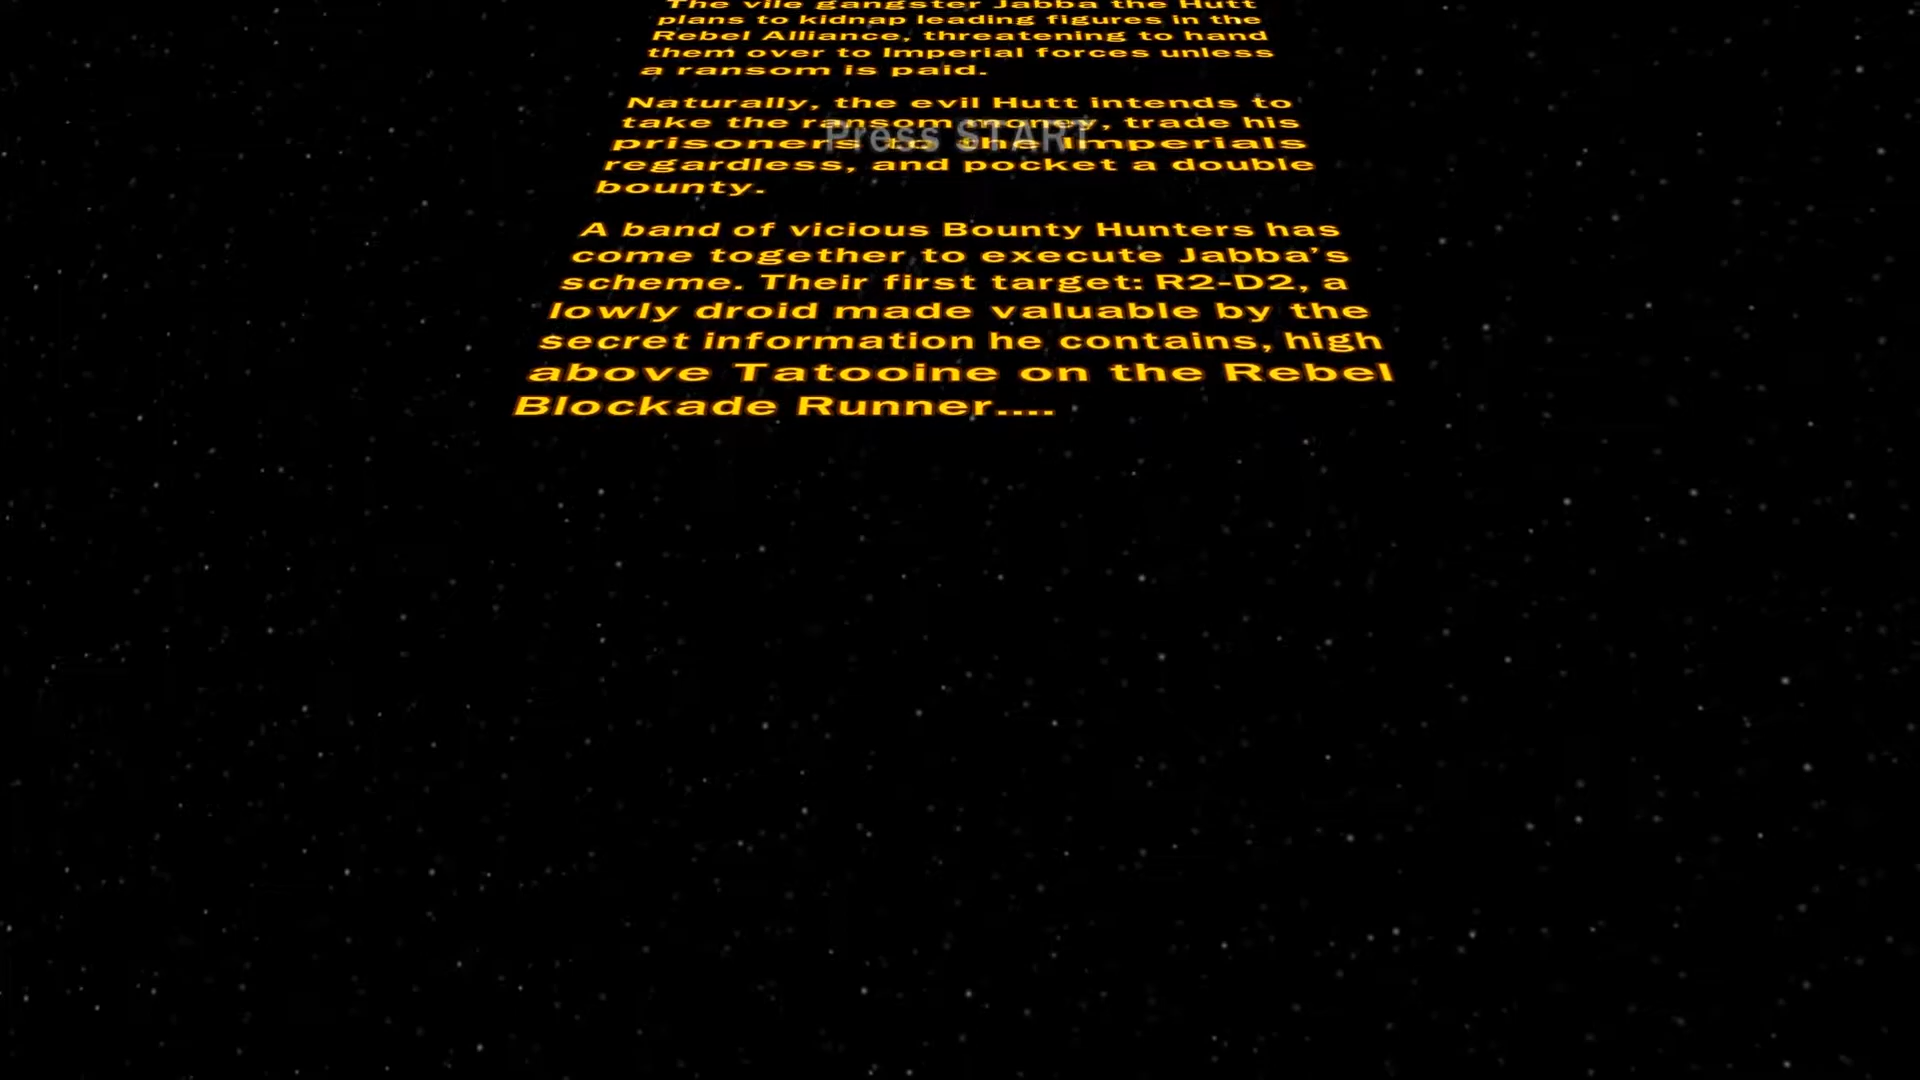 The vile gangster Jabba the Hutt
plans to kidnap leading figures in the
Rebel Alliance, threatening to hand
them over to Imperial forces unless
a ransom is paid.
Naturally, the evil Hutt intends to
take the ransom money, trade his
Press START
prisoners to the Imperials
regardless, and pocket a double
bounty.
A band of vicious Bounty Hunters has
come together to execute Jabba’s
scheme. Their first target: R2-D2, a
lowly droid made valuable by the
secret information he contains, high
above Tatooine on the Rebel
Blockade Runner....